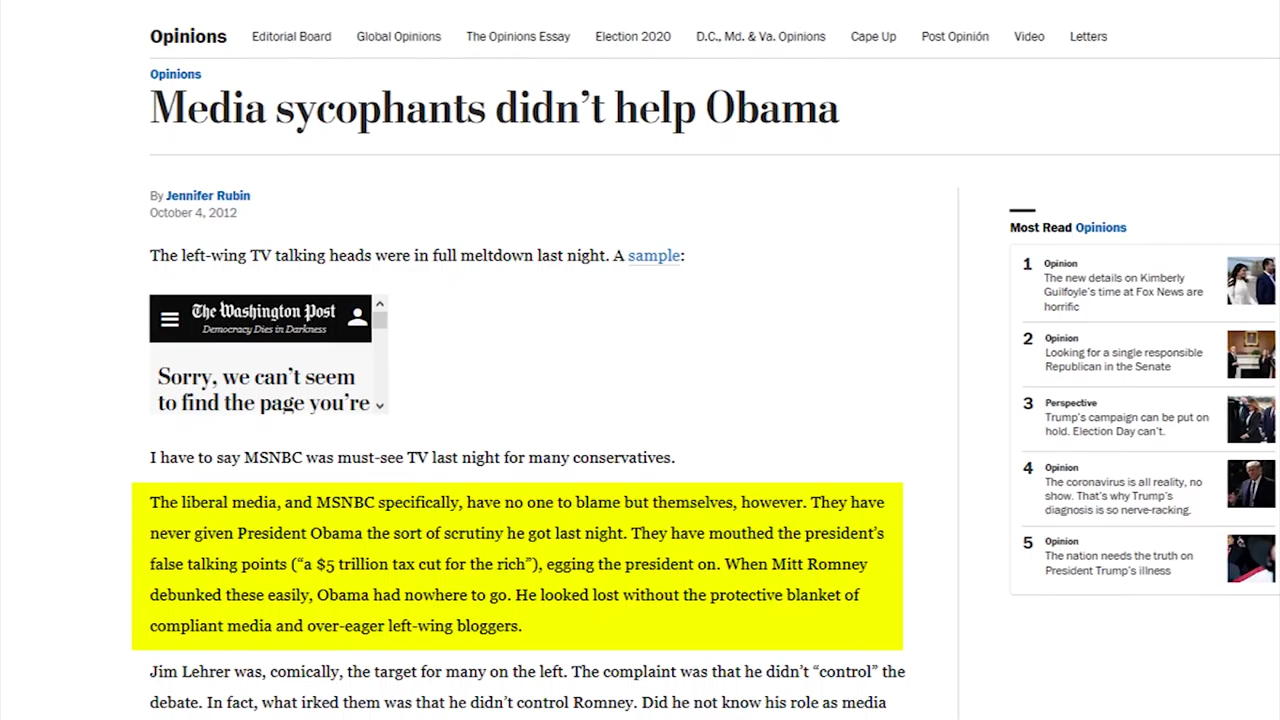 Opinions Editorial Board Global Opinions The Opinions Essay Election 2020 D.C., Md. & Va. Opinions Cape Up Post Opinión Video Letters
Opinions
Media sycophants didn’t help Obama
By Jennifer Rubin
October 4, 2012
The left-wing TV talking heads were in full meltdown last night. A sample:
The Washington Post
Democracy Dies in Darkness
Sorry, we can’t seem
to find the page you’re
I have to say MSNBC was must-see TV last night for many conservatives.
The liberal media, and MSNBC specifically, have no one to blame but themselves, however. They have
never given President Obama the sort of scrutiny he got last night. They have mouthed the president’s
false talking points (“a $5 trillion tax cut for the rich”), egging the president on. When Mitt Romney
debunked these easily, Obama had nowhere to go. He looked lost without the protective blanket of
compliant media and over-eager left-wing bloggers.
Jim Lehrer was, comically, the target for many on the left. The complaint was that he didn’t “control” the
debate. In fact, what irked them was that he didn’t control Romney. Did he not know his role as media
Most Read Opinions
1 Opinion
The new details on Kimberly
Guilfoyle’s time at Fox News are
horrific
2 Opinion
Looking for a single responsible
Republican in the Senate
3 Perspective
Trump’s campaign can be put on
hold. Election Day can’t.
4 Opinion
The coronavirus is all reality, no
show. That’s why Trump’s
diagnosis is so nerve-racking.
5 Opinion
The nation needs the truth on
President Trump’s illness